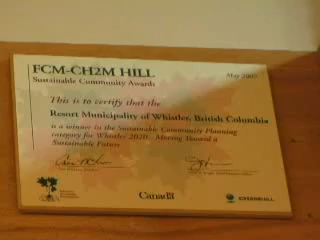 FCM-CH2M HILL
Sustainable Community Awards
May 2007
This is to certify that the
Resort Municipality of Whistler, British Columbia
is a winner in the Sustainable Community Planning
category for Whistler 2020 - Moving Toward a
Sustainable Future
Canada
CH2MHILL